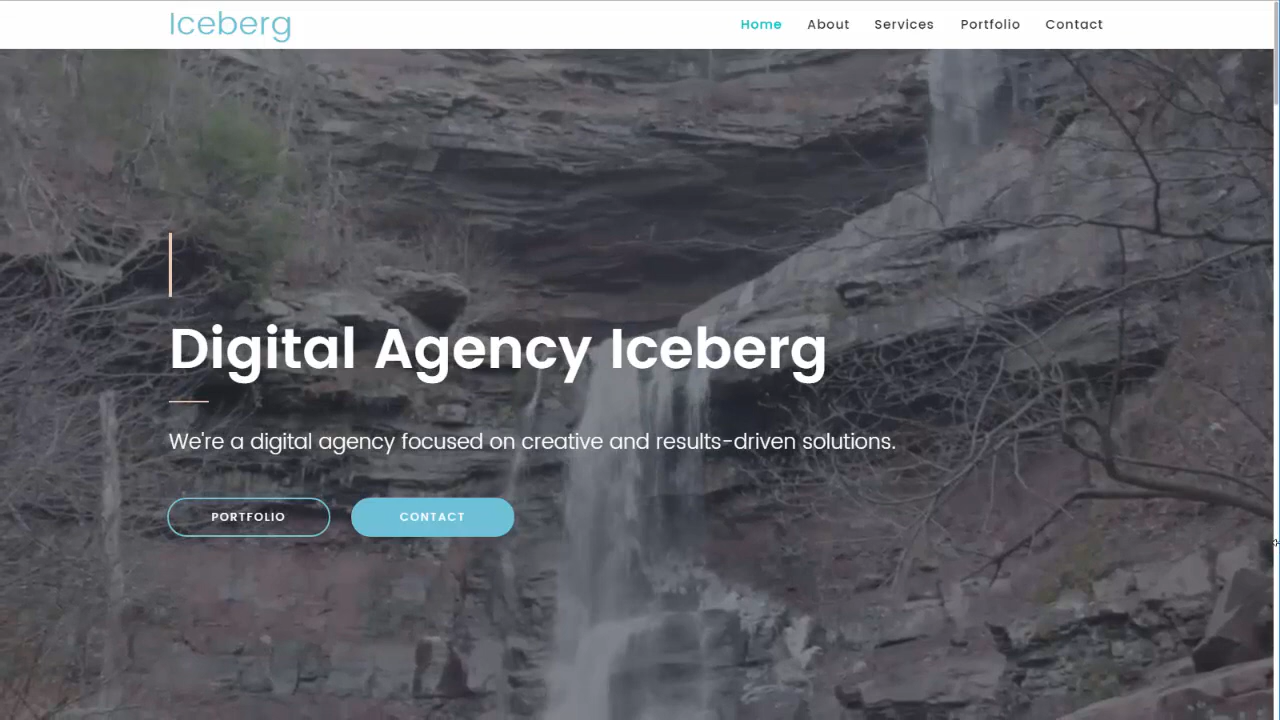 Iceberg
Home About Services Portfolio Contact
Digital Agency Iceberg
We're a digital agency focused on creative and results-driven solutions.
PORTFOLIO CONTACT